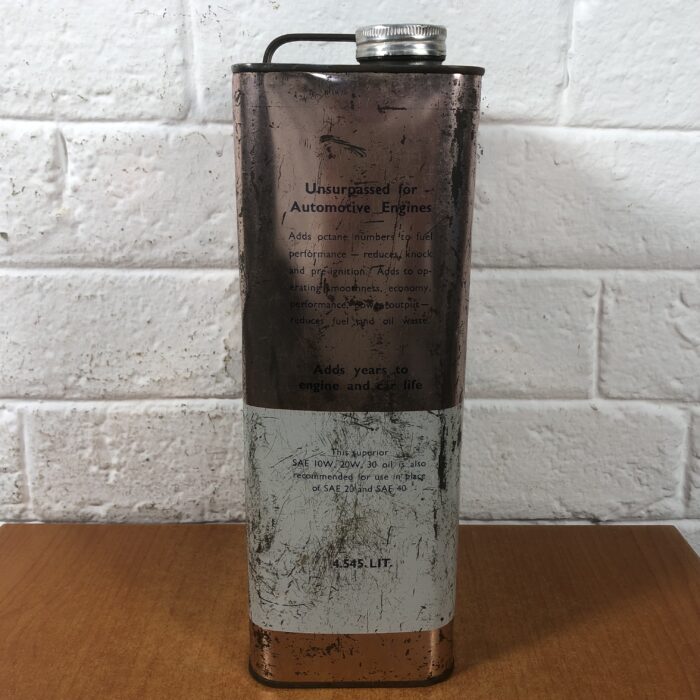 Unsurpassed for
Automotive Engines
Adds octane numbers to fuel
performance — reduces knock
and pre-ignition. Adds to op-
erating smoothness, economy,
performance, power output —
reduces fuel and oil waste.
Adds years to
engine and car life
This superior
SAE 10W, 20W, 30 oil is also
recommended for use in place
of SAE 20 and SAE 40
4.545 LIT.